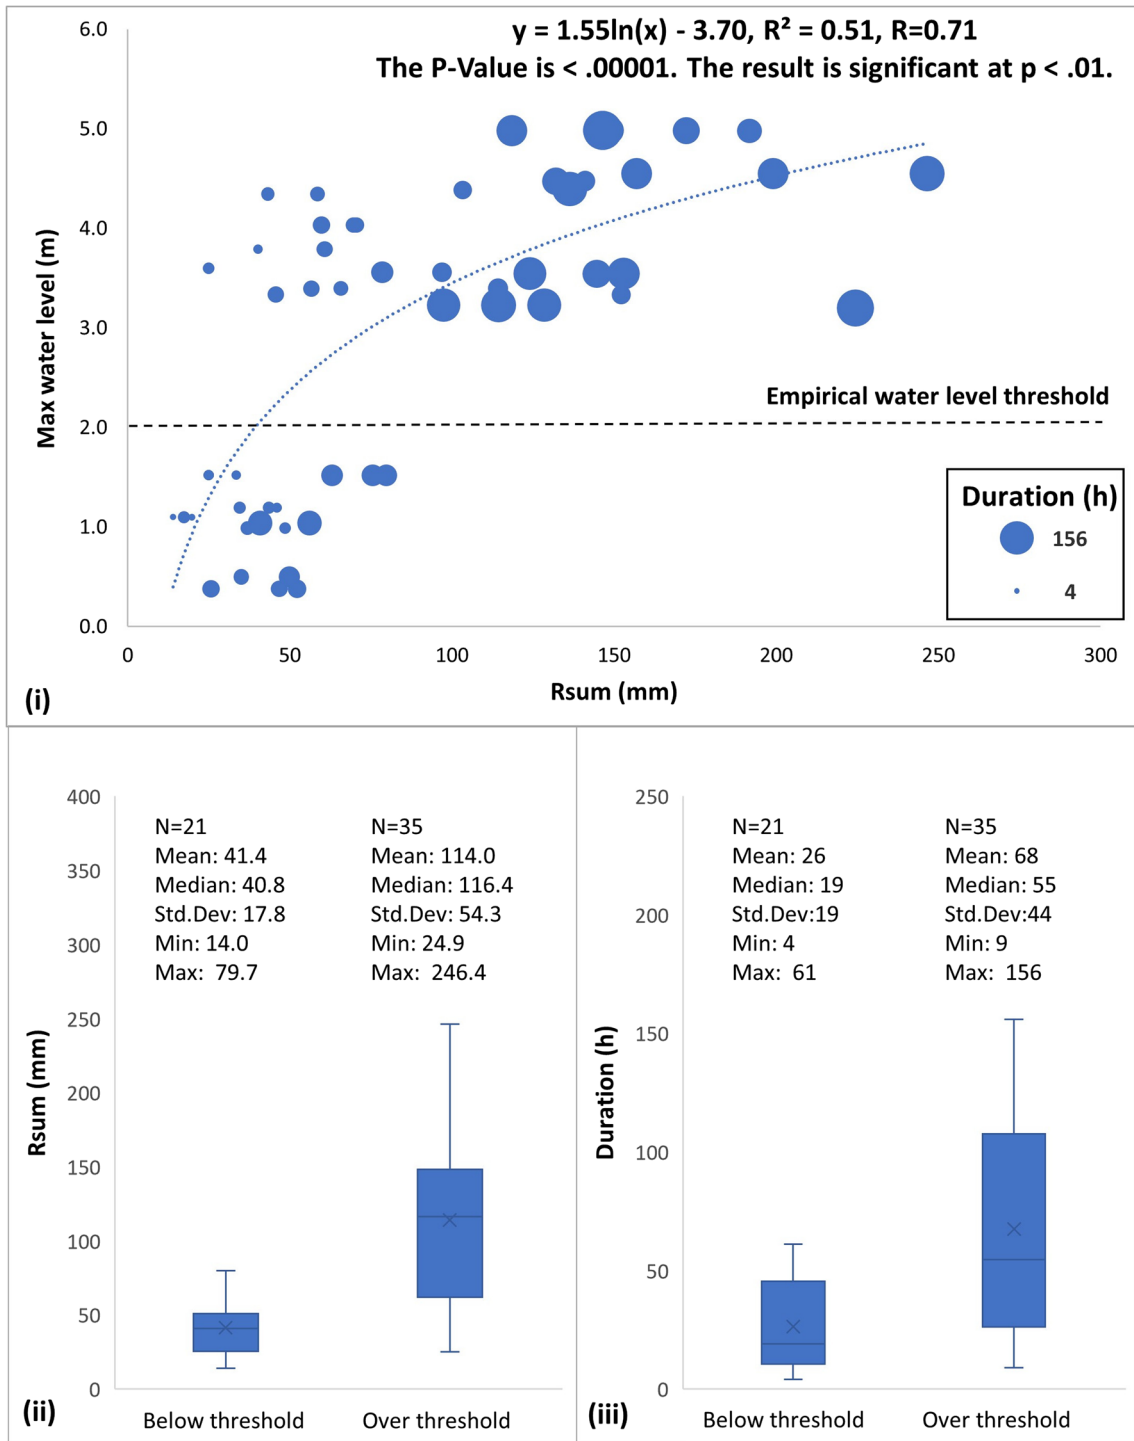 y = 1.55ln(x) - 3.70, R² = 0.51, R=0.71
The P-Value is < .00001. The result is significant at p < .01.
6.0
5.0
4.0
3.0
2.0
1.0
0.0
Max water level (m)
Empirical water level threshold
Duration (h)
156
4
0 50 100 150 200 250 300
Rsum (mm)
(i)
400
350
300
250
200
150
100
50
0
Rsum (mm)
N=21
Mean: 41.4
Median: 40.8
Std.Dev: 17.8
Min: 14.0
Max: 79.7
N=35
Mean: 114.0
Median: 116.4
Std.Dev: 54.3
Min: 24.9
Max: 246.4
Below threshold Over threshold
(ii)
250
200
150
100
50
0
Duration (h)
N=21
Mean: 26
Median: 19
Std.Dev:19
Min: 4
Max: 61
N=35
Mean: 68
Median: 55
Std.Dev:44
Min: 9
Max: 156
Below threshold Over threshold
(iii)